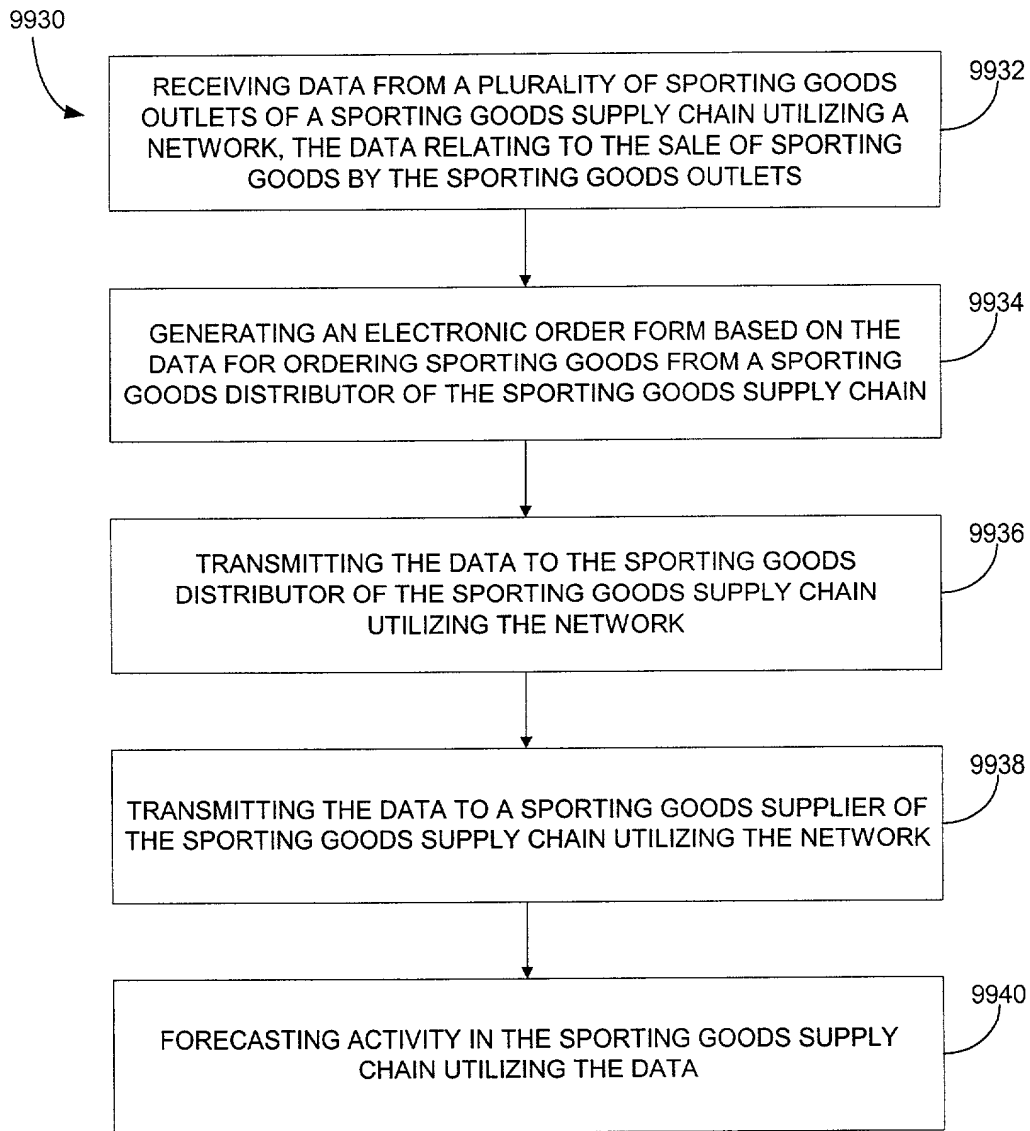 9930
9932
RECEIVING DATA FROM A PLURALITY OF SPORTING GOODS
OUTLETS OF A SPORTING GOODS SUPPLY CHAIN UTILIZING A
NETWORK, THE DATA RELATING TO THE SALE OF SPORTING
GOODS BY THE SPORTING GOODS OUTLETS
9934
GENERATING AN ELECTRONIC ORDER FORM BASED ON THE
DATA FOR ORDERING SPORTING GOODS FROM A SPORTING
GOODS DISTRIBUTOR OF THE SPORTING GOODS SUPPLY CHAIN
9936
TRANSMITTING THE DATA TO THE SPORTING GOODS
DISTRIBUTOR OF THE SPORTING GOODS SUPPLY CHAIN
UTILIZING THE NETWORK
9938
TRANSMITTING THE DATA TO A SPORTING GOODS SUPPLIER OF
THE SPORTING GOODS SUPPLY CHAIN UTILIZING THE NETWORK
9940
FORECASTING ACTIVITY IN THE SPORTING GOODS SUPPLY
CHAIN UTILIZING THE DATA